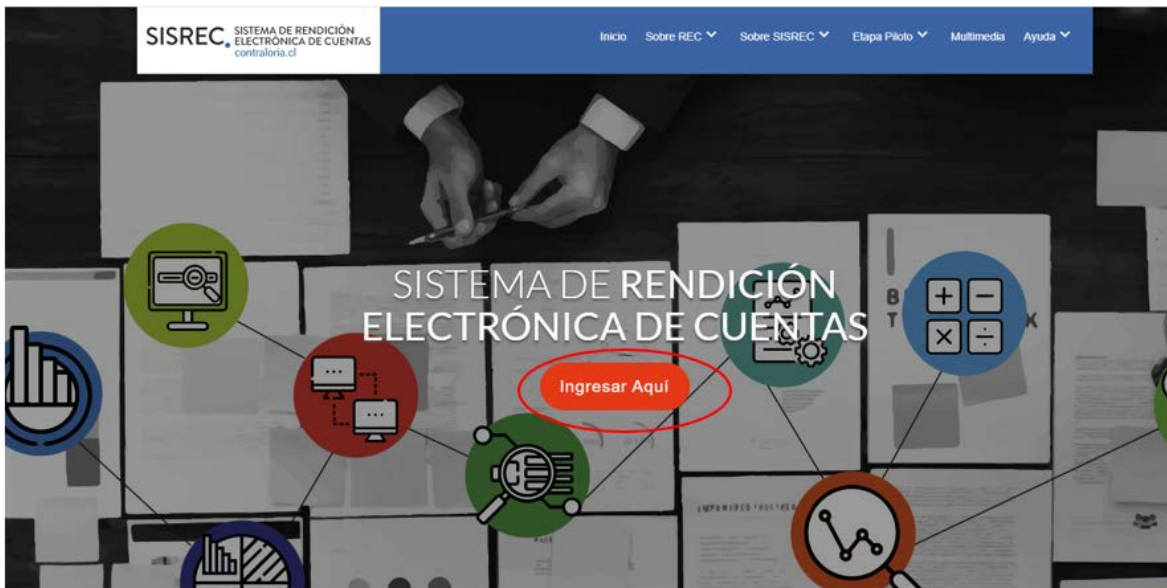 SISREC. SISTEMA DE RENDICIÓN
ELECTRÓNICA DE CUENTAS
contraloria.cl
Inicio Sobre REC Sobre SISREC Etapa Piloto Multimedia Ayuda
SISTEMA DE RENDICIÓN
ELECTRÓNICA DE CUENTAS
Ingresar Aquí